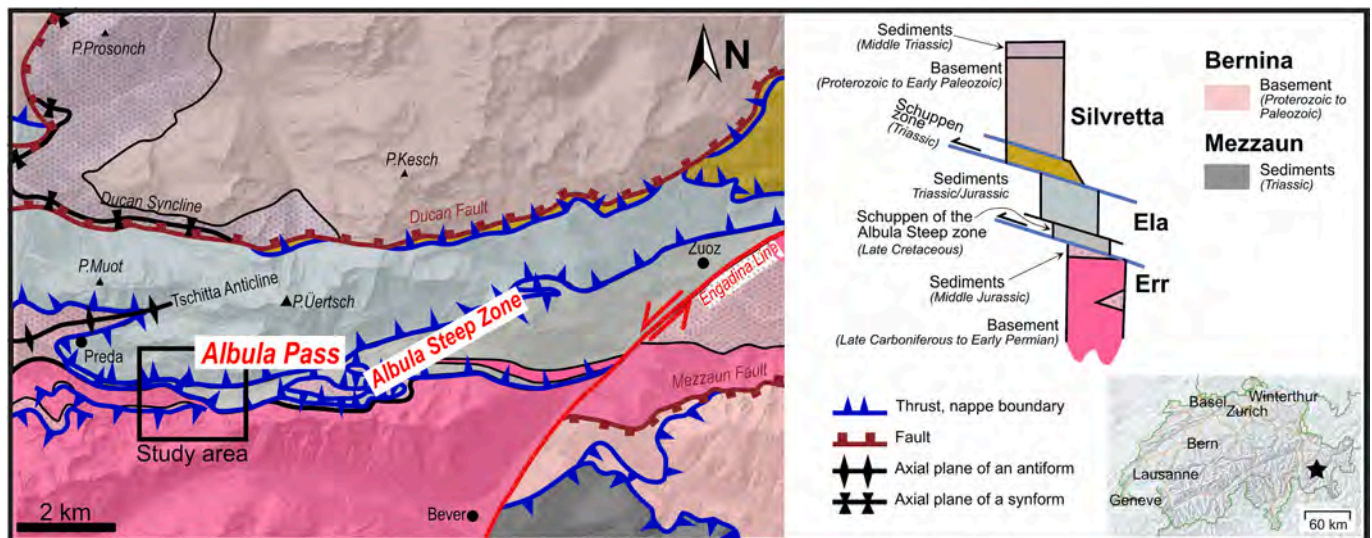 P.Prosonch
N
P.Kesch
Ducan Syncline
Ducan Fault
Zuoz
Engadina Line
P.Muot
Tschitta Anticline
P.Üertsch
Preda
Albula Pass
Albula Steep Zone
Mezzaun Fault
Study area
2 km
Bever
Sediments
(Middle Triassic)
Basement
(Proterozoic to Early Paleozoic)
Silvretta
Schuppen
zone
(Triassic)
Sediments
Triassic/Jurassic
Ela
Schuppen of the
Albula Steep zone
(Late Cretaceous)
Err
Sediments
(Middle Jurassic)
Basement
(Late Carboniferous to Early Permian)
Bernina
Basement
(Proterozoic to
Paleozoic)
Mezzaun
Sediments
(Triassic)
Thrust, nappe boundary
Fault
Axial plane of an antiform
Axial plane of a synform
Basel
Winterthur
Zurich
Bern
Lausanne
Geneve
60 km